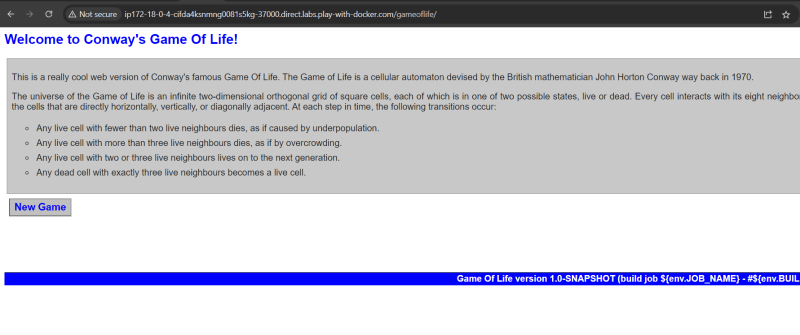 Not secure
ip172-18-0-4-cifda4ksnmng0081s5kg-37000.direct.labs.play-with-docker.com/gameoflife/
Welcome to Conway's Game Of Life!
This is a really cool web version of Conway's famous Game Of Life. The Game of Life is a cellular automaton devised by the British mathematician John Horton Conway way back in 1970.
The universe of the Game of Life is an infinite two-dimensional orthogonal grid of square cells, each of which is in one of two possible states, live or dead. Every cell interacts with its eight neighbo
the cells that are directly horizontally, vertically, or diagonally adjacent. At each step in time, the following transitions occur:
Any live cell with fewer than two live neighbours dies, as if caused by underpopulation.
Any live cell with more than three live neighbours dies, as if by overcrowding.
Any live cell with two or three live neighbours lives on to the next generation.
Any dead cell with exactly three live neighbours becomes a live cell.
New Game
Game Of Life version 1.0-SNAPSHOT (build job ${env.JOB_NAME} - #${env.BUIL